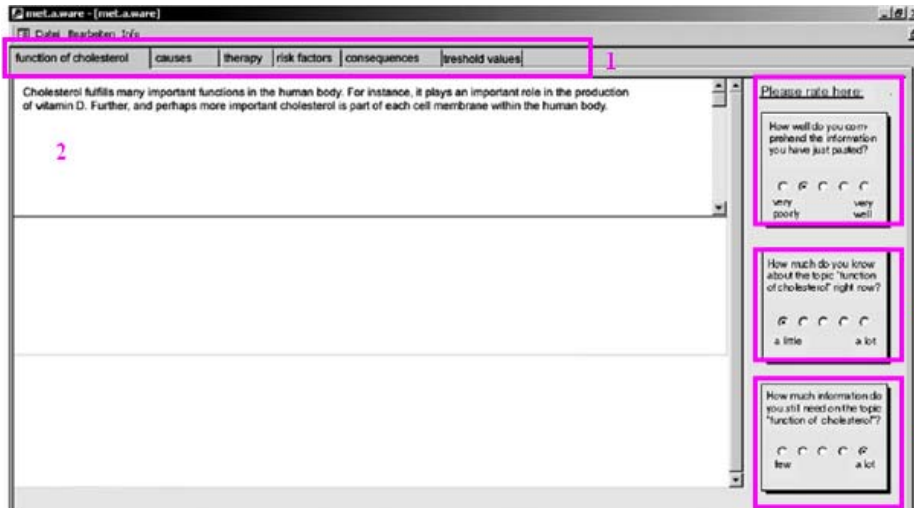 met.a.ware - [met.a.ware]
Datei Bearbeiten Info
function of cholesterol causes therapy risk factors consequences treshold values
1
Cholesterol fulfills many important functions in the human body. For instance, it plays an important role in the production
of vitamin D. Further, and perhaps more important cholesterol is part of each cell membrane within the human body.
2
Please rate here:
How well do you com-
prehend the information
you have just pasted?
very very
poorly well
How much do you know
about the topic "function
of cholesterol" right now?
a little a lot
How much information do
you still need on the topic
"function of cholesterol"?
few a lot